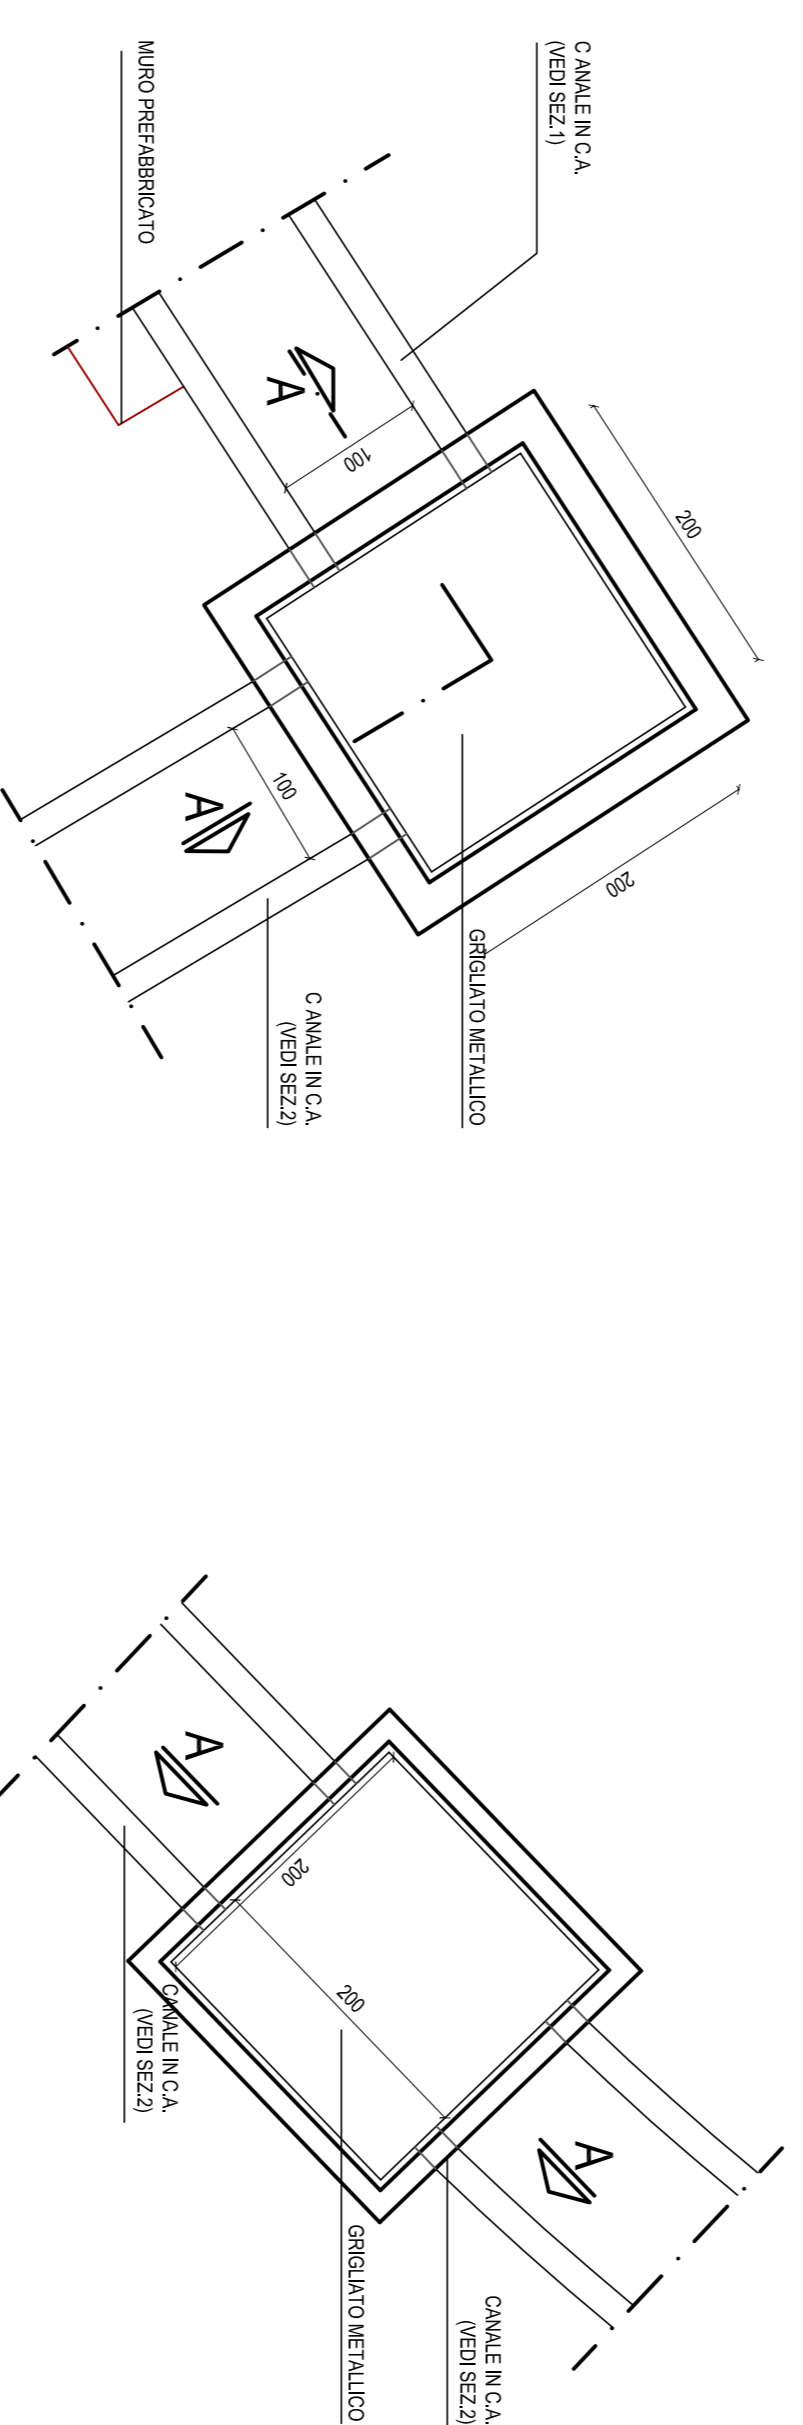 C ANALE IN C.A.
(VEDI SEZ.1)
MURO PREFABBRICATO
A
100
200
200
100
A
GRIGLIATO METALLICO
C ANALE IN C.A.
(VEDI SEZ.2)
A
200
200
CANALE IN C.A.
(VEDI SEZ.2)
A
GRIGLIATO METALLICO
CANALE IN C.A.
(VEDI SEZ.2)